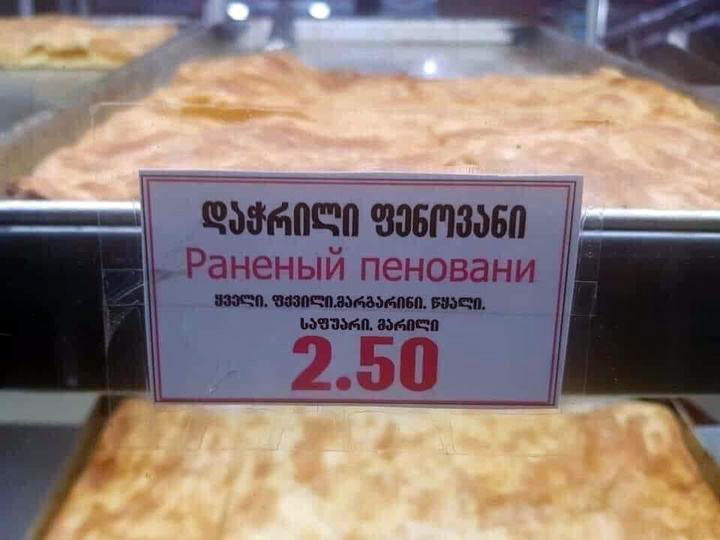 დაჭრილი ფენოვანი
Раненый пеновани
ყველი. ფქვილი.მარგარინი. წყალი.
საფუარი. მარილი
2.50